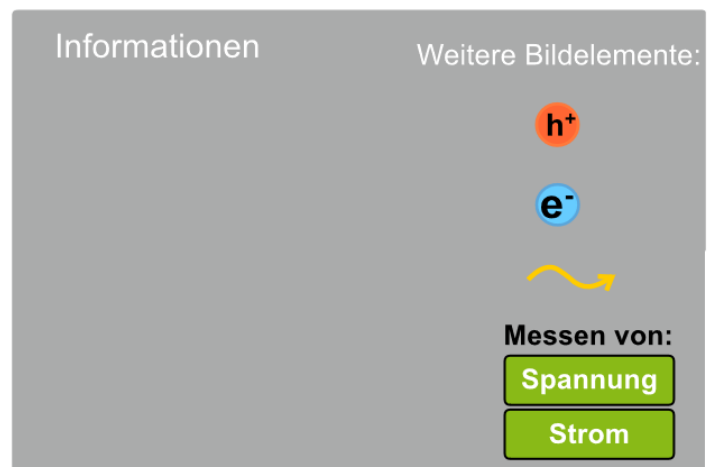 Informationen
Weitere Bildelemente:
h⁺
e⁻
Messen von:
Spannung
Strom